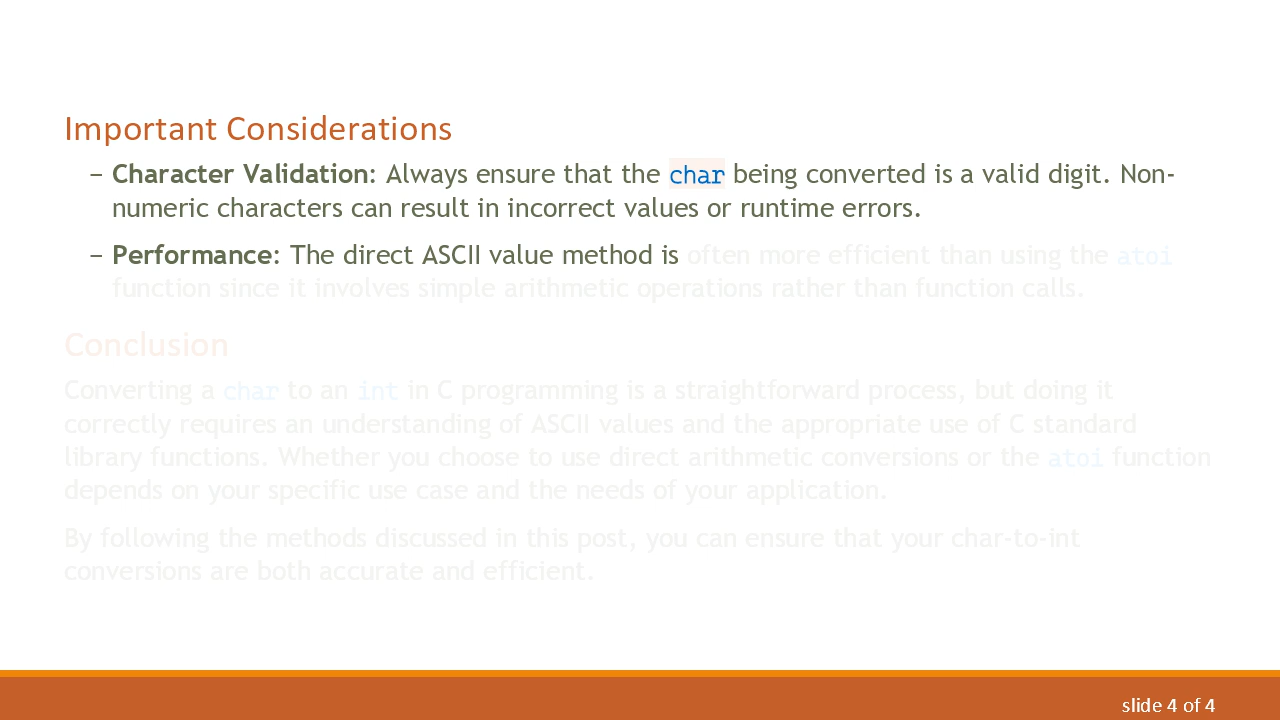 Important Considerations
– Character Validation: Always ensure that the char being converted is a valid digit. Non-
numeric characters can result in incorrect values or runtime errors.
– Performance: The direct ASCII value method is often more efficient than using the atoi
function since it involves simple arithmetic operations rather than function calls.
Conclusion
Converting a char to an int in C programming is a straightforward process, but doing it
correctly requires an understanding of ASCII values and the appropriate use of C standard
library functions. Whether you choose to use direct arithmetic conversions or the atoi function
depends on your specific use case and the needs of your application.
By following the methods discussed in this post, you can ensure that your char-to-int
conversions are both accurate and efficient.
slide 4 of 4